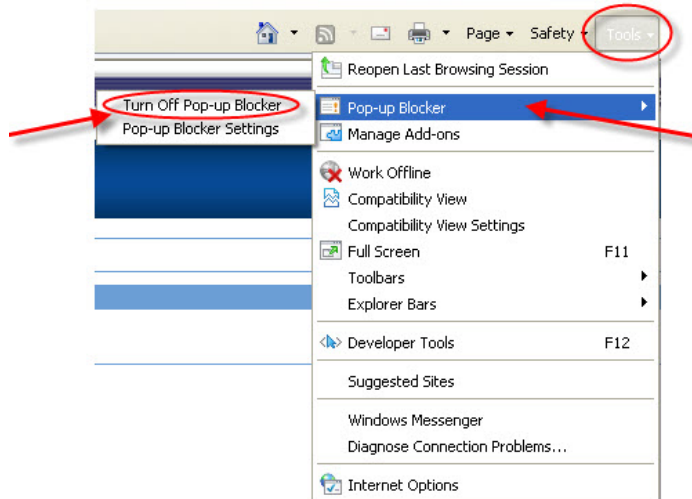 Page Safety Tools
Reopen Last Browsing Session
Turn Off Pop-up Blocker
Pop-up Blocker Settings
Pop-up Blocker
Manage Add-ons
Work Offline
Compatibility View
Compatibility View Settings
Full Screen F11
Toolbars
Explorer Bars
Developer Tools F12
Suggested Sites
Windows Messenger
Diagnose Connection Problems...
Internet Options